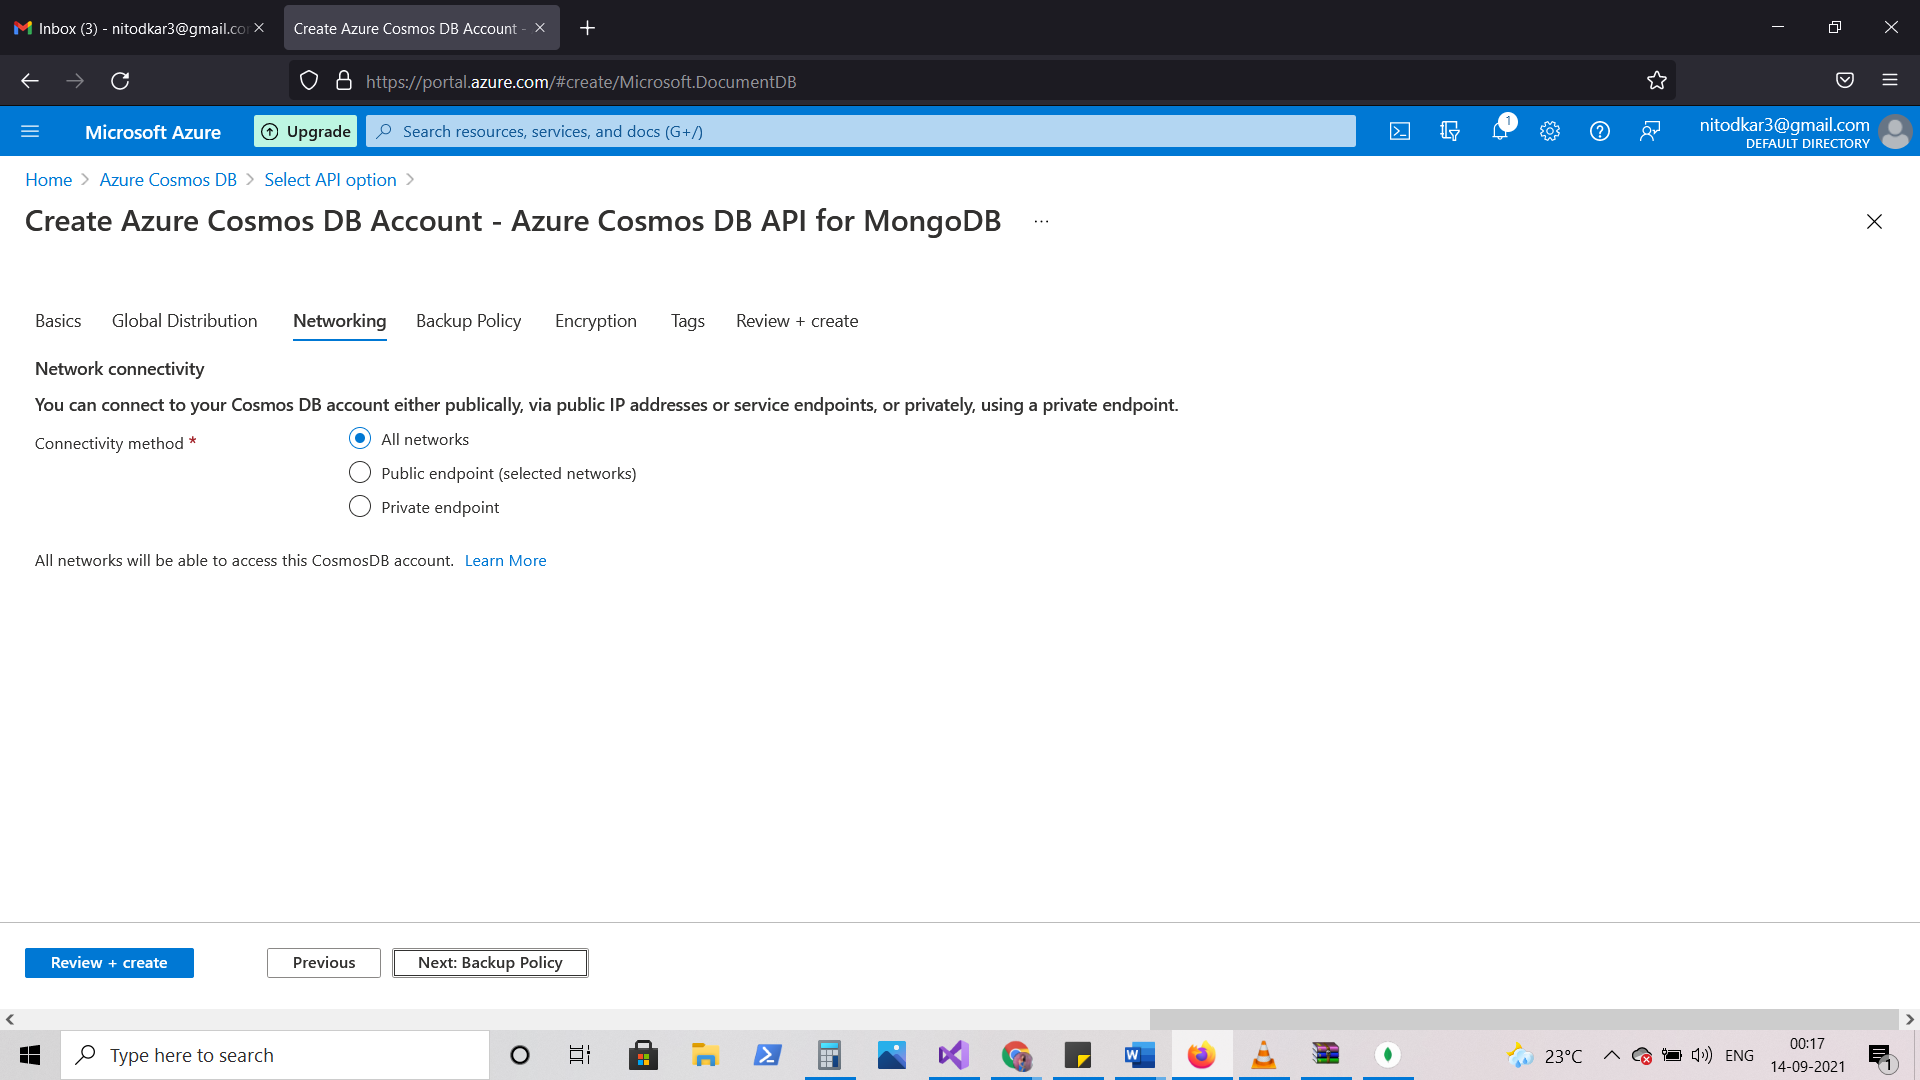 Inbox (3) - nitodkar3@gmail.co
Create Azure Cosmos DB Account -
https://portal.azure.com/#create/Microsoft.DocumentDB
Microsoft Azure
Upgrade
Search resources, services, and docs (G+/)
1
nitodkar3@gmail.com
DEFAULT DIRECTORY
Home > Azure Cosmos DB > Select API option >
Create Azure Cosmos DB Account - Azure Cosmos DB API for MongoDB ...
Basics Global Distribution Networking Backup Policy Encryption Tags Review + create
Network connectivity
You can connect to your Cosmos DB account either publically, via public IP addresses or service endpoints, or privately, using a private endpoint.
Connectivity method *
All networks
Public endpoint (selected networks)
Private endpoint
All networks will be able to access this CosmosDB account. Learn More
Review + create
Previous
Next: Backup Policy
Type here to search
23°C
ENG
00:17
14-09-2021
1